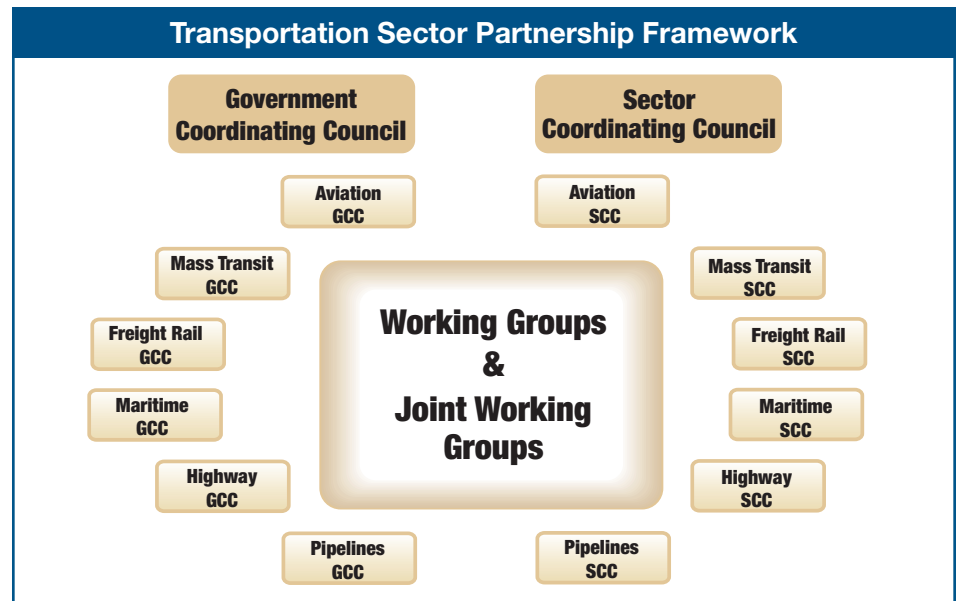 Transportation Sector Partnership Framework
Government
Coordinating Council
Sector
Coordinating Council
Aviation
GCC
Aviation
SCC
Mass Transit
GCC
Mass Transit
SCC
Freight Rail
GCC
Freight Rail
SCC
Maritime
GCC
Maritime
SCC
Highway
GCC
Highway
SCC
Pipelines
GCC
Pipelines
SCC
Working Groups
&
Joint Working
Groups